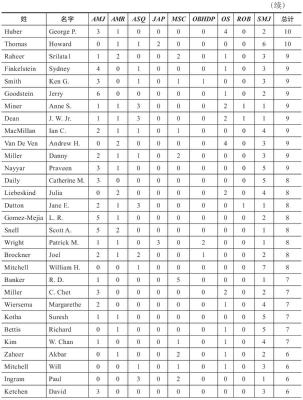 （续）
姓 名字 AMJ AMR ASQ JAP MSC OBHDP OS ROB SMJ 总计
Huber George P. 3 1 0 0 0 0 4 0 2 10
Thomas Howard 0 1 1 2 0 0 0 0 6 10
Raheer Srilata l 1 2 0 0 2 0 1 0 3 9
Finkelstein Sydney 4 0 1 0 0 0 1 0 3 9
Smith Ken G. 3 0 1 0 1 1 0 0 3 9
Goodstein Jerry 6 0 0 0 0 0 1 0 2 9
Miner Anne S. 1 1 3 0 0 0 2 1 1 9
Dean J. W. Jr. 1 1 3 0 0 0 2 1 1 9
MacMillan Ian C. 2 1 1 0 1 0 0 0 4 9
Van De Ven Andrew H. 0 2 0 0 0 0 4 0 3 9
Miller Danny 2 1 1 0 2 0 0 0 3 9
Nayyar Praveen 3 1 0 0 0 0 0 0 5 9
Daily Catherine M. 3 0 0 0 0 0 0 0 5 8
Liebeskind Julia 0 2 0 0 0 0 2 0 4 8
Dutton Jane E. 1 2 3 0 0 0 0 1 1 8
Gomez-Mejia L. R. 5 1 0 0 0 0 0 0 2 8
Snell Scott A. 5 2 0 0 0 0 0 0 1 8
Wright Patrick M. 1 1 0 3 0 2 0 0 1 8
Brockner Joel 1 2 2 0 0 1 0 0 2 8
Mitchell William H. 0 0 1 0 0 0 0 0 7 8
Banker R. D. 0 0 0 5 0 0 1 7
Miller C. Chet 3 0 0 0 0 0 2 0 2 7
Wiersema Margarethe 2 0 0 0 0 0 1 0 4 7
Kotha Suresh 1 1 0 0 0 0 0 0 5 7
Bettis Richard 0 1 0 0 0 0 1 0 5 7
Kim W. Chan 1 0 1 0 0 1 0 4 7
Zaheer Akbar 0 1 0 0 2 0 1 0 2 6
Mitchell Will 0 0 1 0 1 0 1 0 3 6
Ingram Paul 0 0 3 0 2 0 0 0 1 6
Ketchen David 3 0 0 0 0 0 0 0 3 6